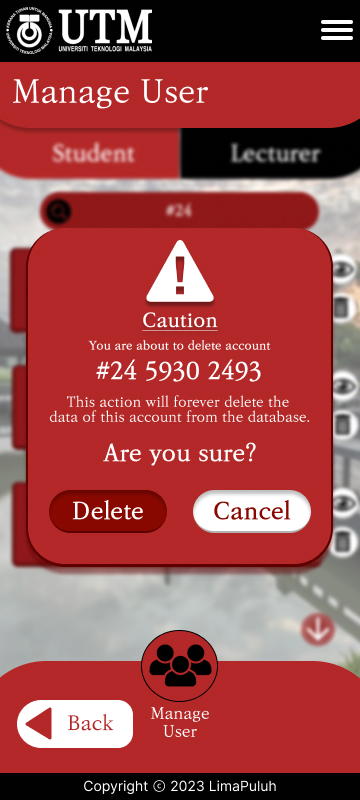 UTM
UNIVERSITI TEKNOLOGI MALAYSIA
Manage User
Student
Lecturer
#24
Caution
You are about to delete account
#24 5930 2493
This action will forever delete the
data of this account from the database.
Are you sure?
Delete
Cancel
Back
Manage
User
Copyright © 2023 LimaPuluh